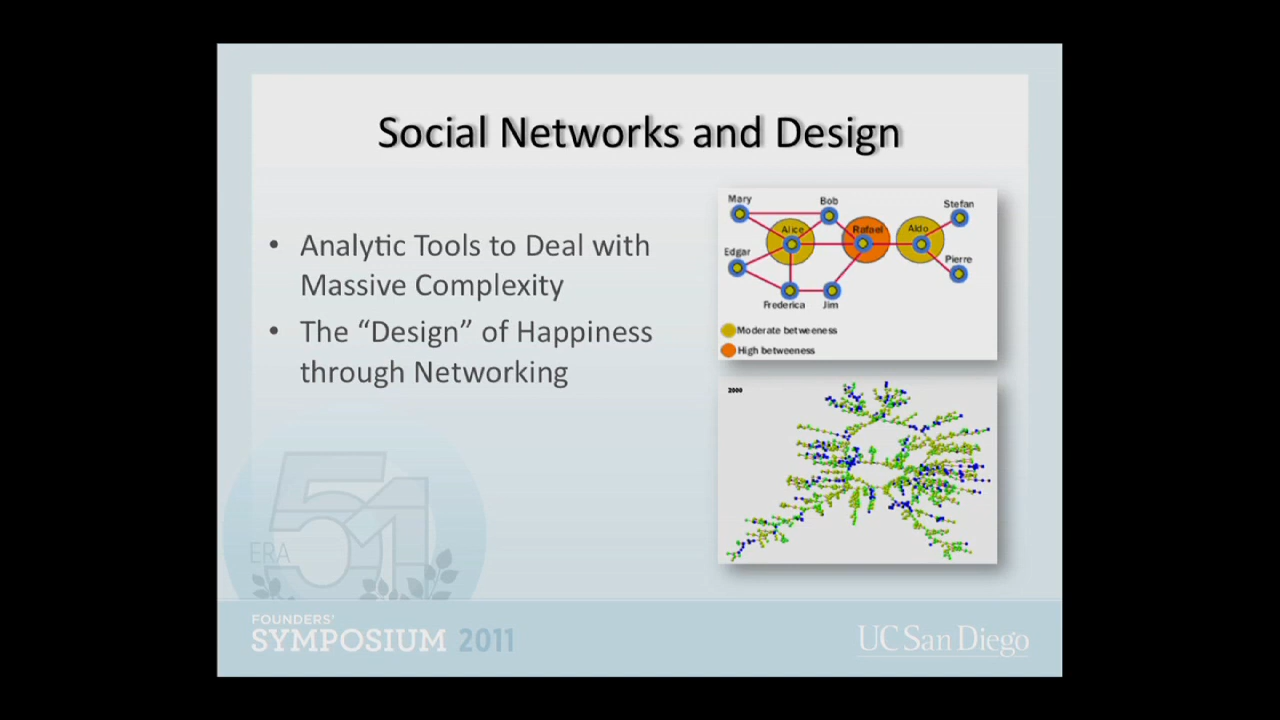 Social Networks and Design
• Analytic Tools to Deal with
Massive Complexity
• The “Design” of Happiness
through Networking
Mary
Bob
Stefan
Alice
Rafael
Aldo
Edgar
Pierre
Frederica
Jim
Moderate betweeness
High betweeness
2000
51
ERA
FOUNDERS'
SYMPOSIUM 2011
UC San Diego